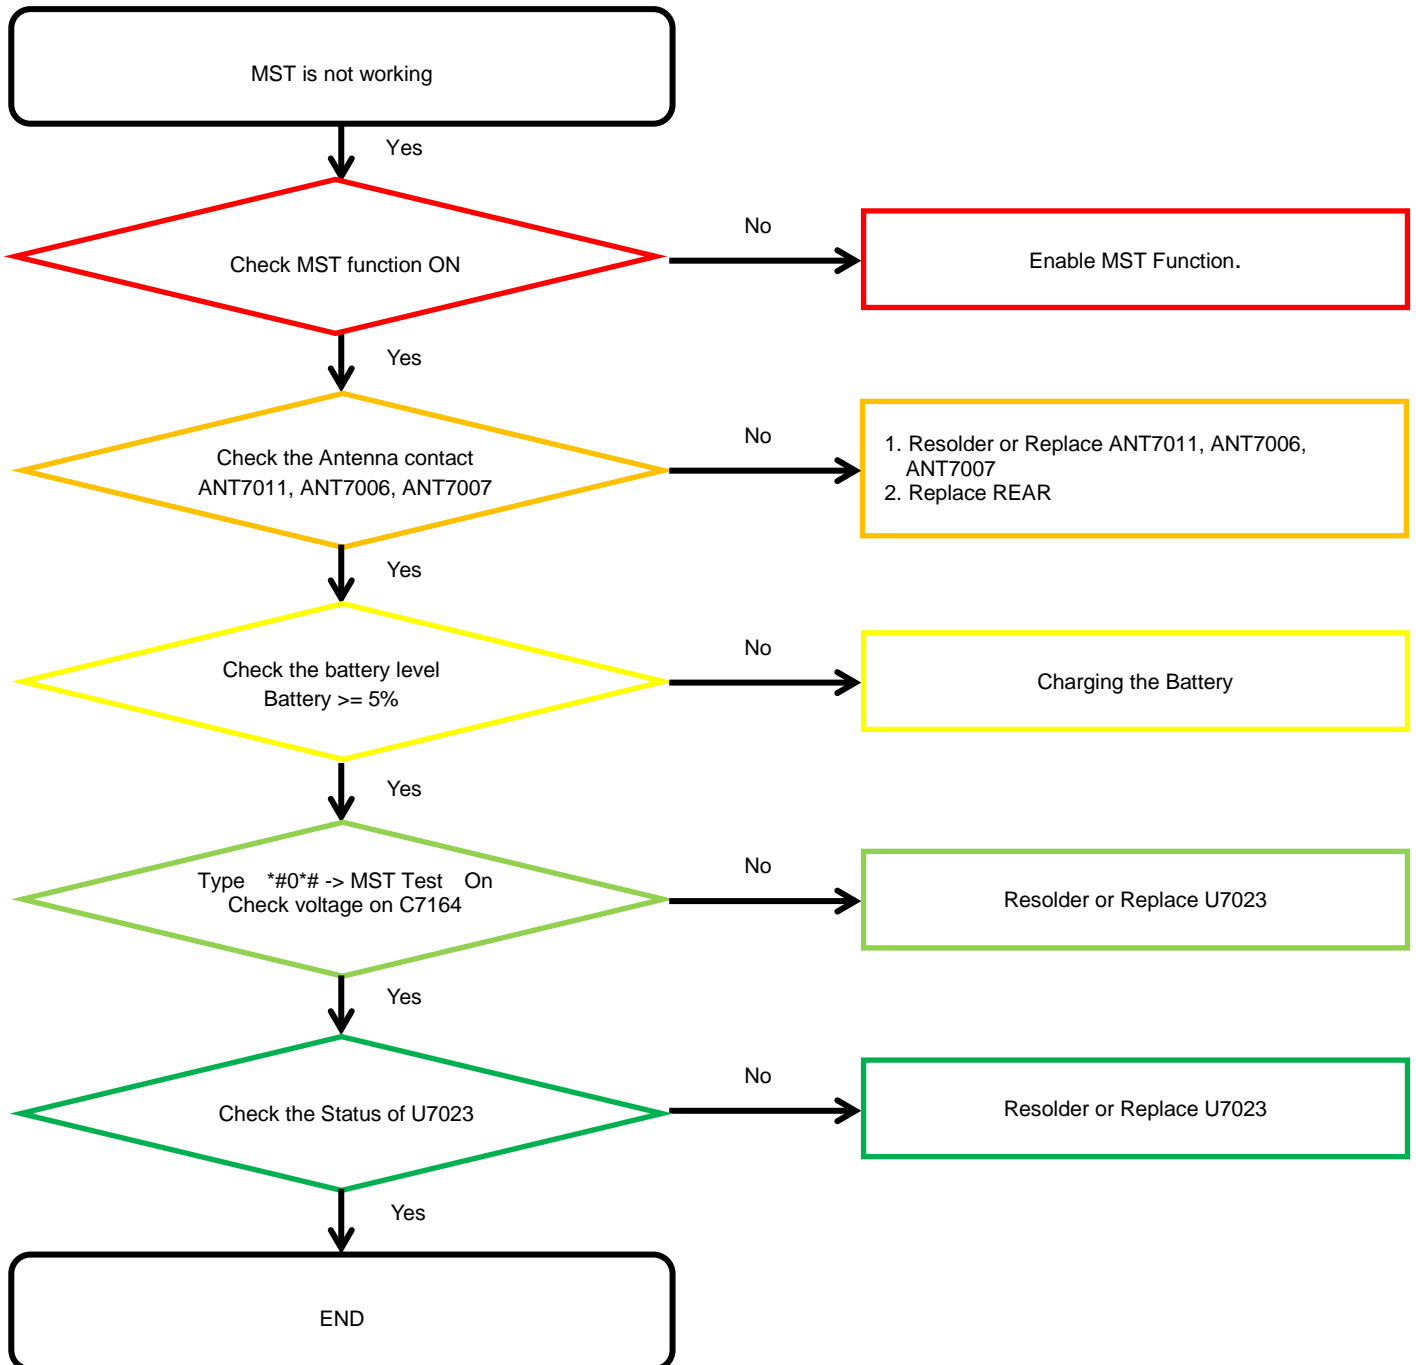 MST is not working
Yes
Check MST function ON
No
Enable MST Function.
Yes
Check the Antenna contact
ANT7011, ANT7006, ANT7007
No
1. Resolder or Replace ANT7011, ANT7006,
ANT7007
2. Replace REAR
Yes
Check the battery level
Battery >= 5%
No
Charging the Battery
Yes
Type *#0*# -> MST Test On
Check voltage on C7164
No
Resolder or Replace U7023
Yes
Check the Status of U7023
No
Resolder or Replace U7023
Yes
END